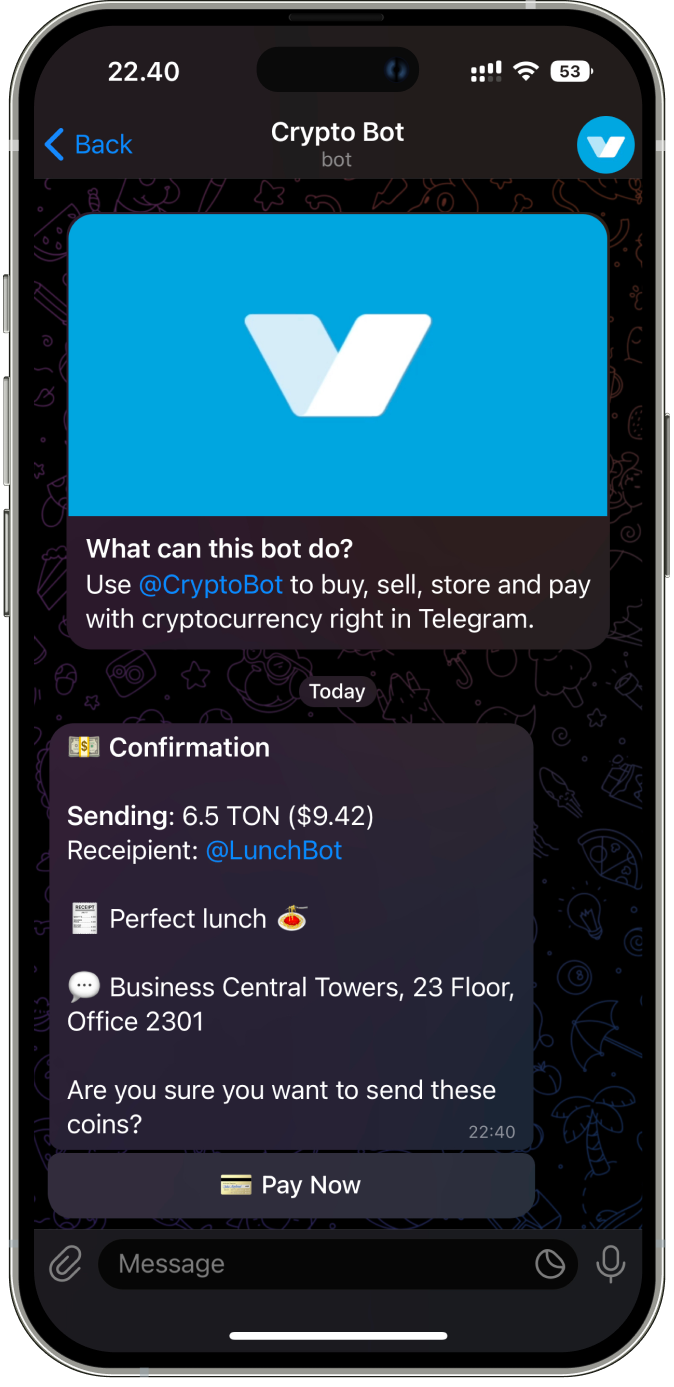 22.40
53
Back
Crypto Bot
bot
What can this bot do?
Use @CryptoBot to buy, sell, store and pay
with cryptocurrency right in Telegram.
Today
Confirmation
Sending: 6.5 TON ($9.42)
Receipient: @LunchBot
RECEIPT
Perfect lunch
Business Central Towers, 23 Floor,
Office 2301
Are you sure you want to send these
coins?
22:40
Pay Now
Message